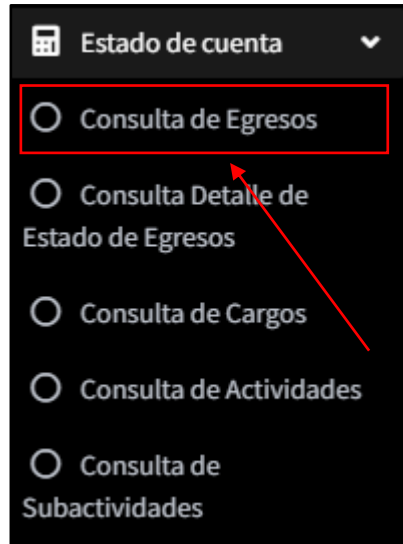 Estado de cuenta
Consulta de Egresos
Consulta Detalle de
Estado de Egresos
Consulta de Cargos
Consulta de Actividades
Consulta de
Subactividades